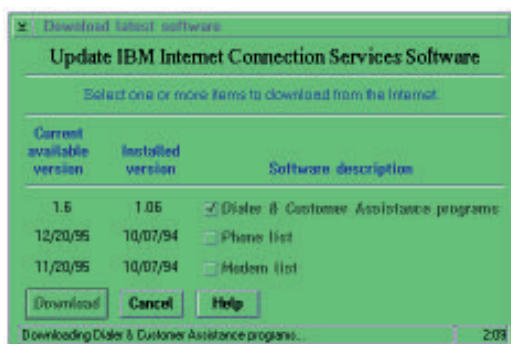 Download latest software
Update IBM Internet Connection Services Software
Select one or more items to download from the Internet.
Current available version Installed version Software description
1.6 1.06 Dialer & Customer Assistance programs
12/20/95 10/07/94 Phone list
11/20/95 10/07/94 Modem list
Download Cancel Help
Downloading Dialer & Customer Assistance programs... 2:09